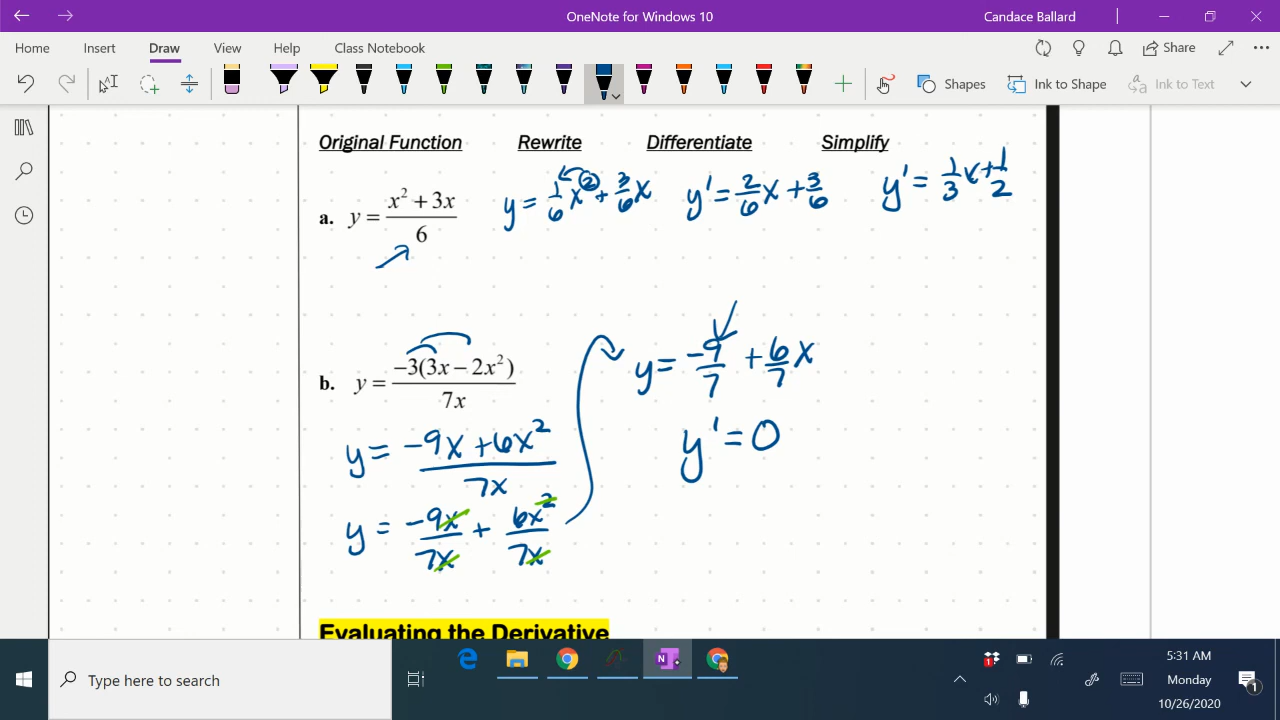 OneNote for Windows 10
Candace Ballard
Home Insert Draw View Help Class Notebook
Share
Shapes Ink to Shape Ink to Text
Original Function Rewrite Differentiate Simplify
a. y = (x² + 3x)/6
y = 1/6 x² + 3/6 x
y' = 2/6 x + 3/6
y' = 1/3 x + 1/2
b. y = -3(3x - 2x²)/7x
y = (-9x + 6x²)/7x
y = -9x/7x + 6x²/7x
y = -9/7 + 6/7 x
y' = 0
Evaluating the Derivative
Type here to search
5:31 AM
Monday
10/26/2020
1
1